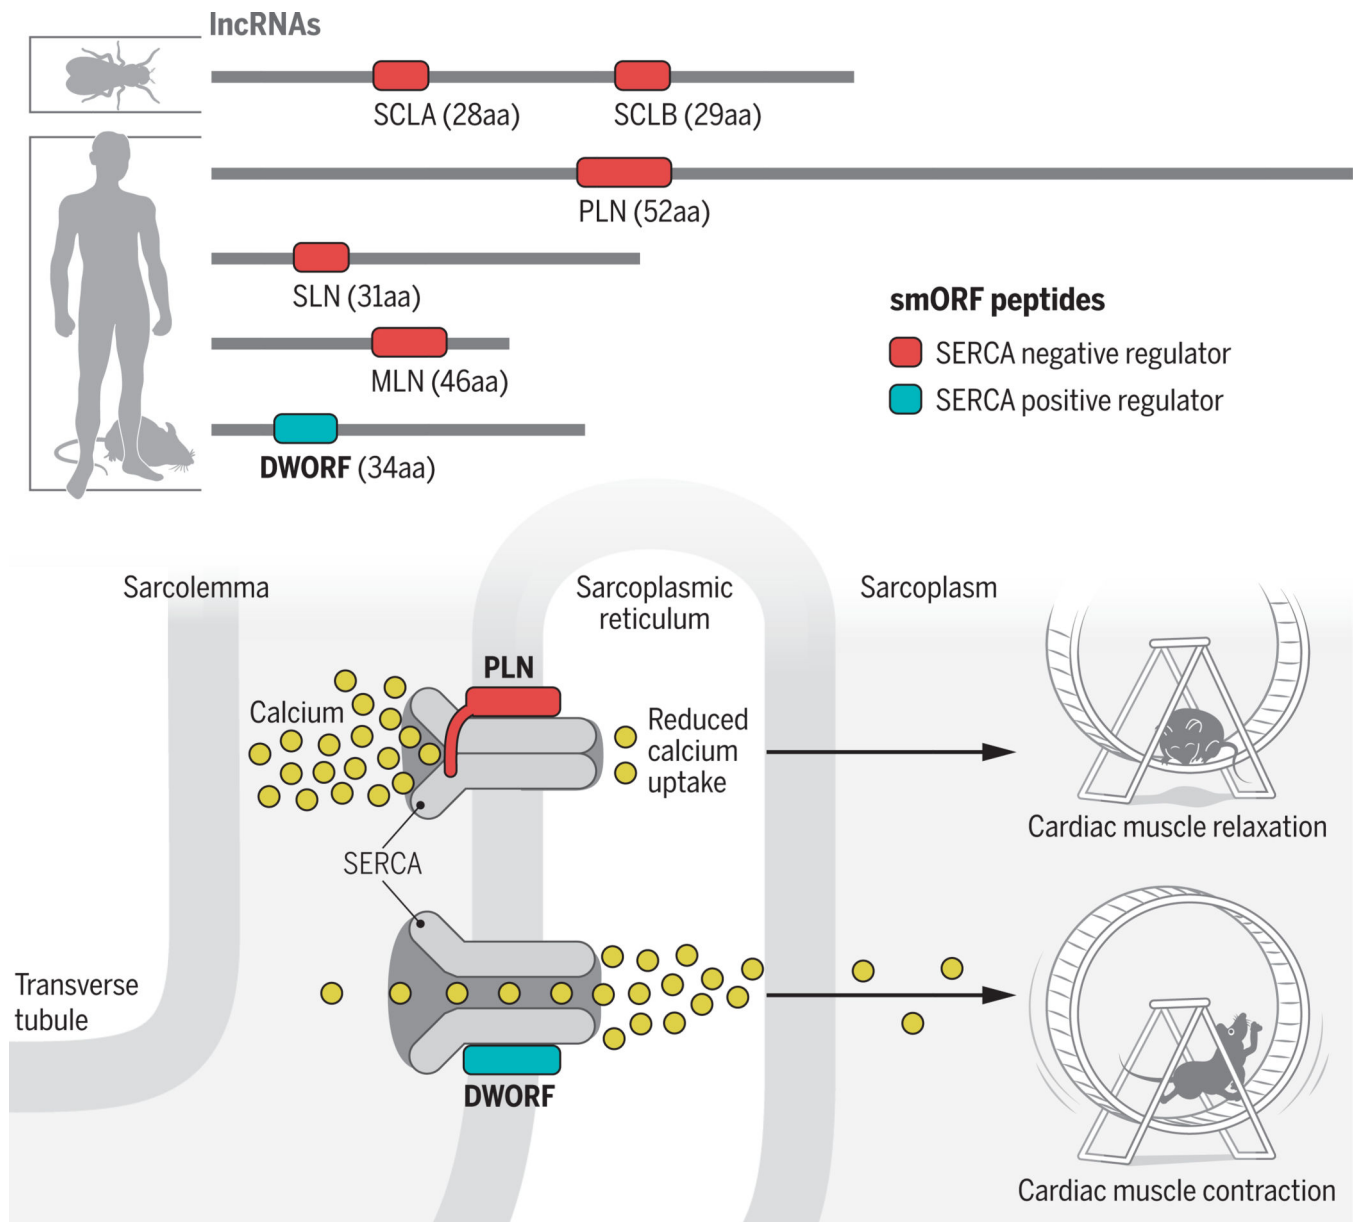 lncRNAs
SCLA (28aa)
SCLB (29aa)
PLN (52aa)
SLN (31aa)
MLN (46aa)
DWORF (34aa)
smORF peptides
SERCA negative regulator
SERCA positive regulator
Sarcolemma
Sarcoplasmic
reticulum
Sarcoplasm
PLN
Calcium
Reduced
calcium
uptake
Cardiac muscle relaxation
SERCA
Transverse
tubule
DWORF
Cardiac muscle contraction